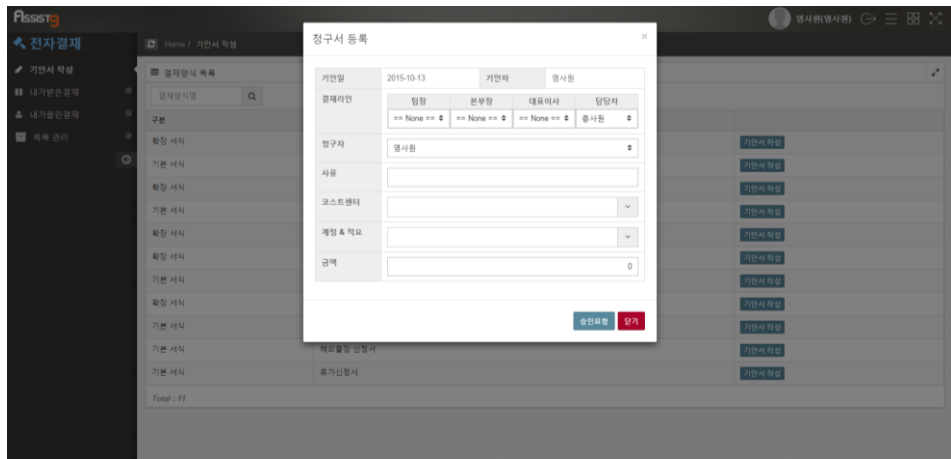 Assist9
영사원(영사원)
전자결재
Home / 기안서 작성
기안서 작성
내가받은결재
내가올린결재
목록 관리
결재양식 목록
결재양식명
구분
확장 서식 기안서 작성
기본 서식 기안서 작성
확장 서식 기안서 작성
기본 서식 기안서 작성
확장 서식 기안서 작성
확장 서식 기안서 작성
기본 서식 기안서 작성
확장 서식 기안서 작성
기본 서식 기안서 작성
기본 서식 해외출장 신청서 기안서 작성
기본 서식 휴가신청서 기안서 작성
Total : 11
청구서 등록
×
기안일 2015-10-13 기안자 영사원
결재라인 팀장 본부장 대표이사 담당자
== None == == None == == None == 총사원
청구자 영사원
사유
코스트센터
계정 & 적요
금액 0
승인요청 닫기